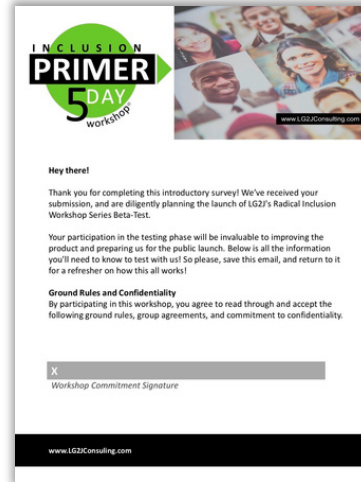 INCLUSION
PRIMER
5 DAY
workshop®
www.LG2JConsulting.com
Hey there!
Thank you for completing this introductory survey! We've received your
submission, and are diligently planning the launch of LG2J's Radical Inclusion
Workshop Series Beta-Test.
Your participation in the testing phase will be invaluable to improving the
product and preparing us for the public launch. Below is all the information
you'll need to know to test with us! So please, save this email, and return to it
for a refresher on how this all works!
Ground Rules and Confidentiality
By participating in this workshop, you agree to read through and accept the
following ground rules, group agreements, and commitment to confidentiality.
X
Workshop Commitment Signature
www.LG2JConsuling.com